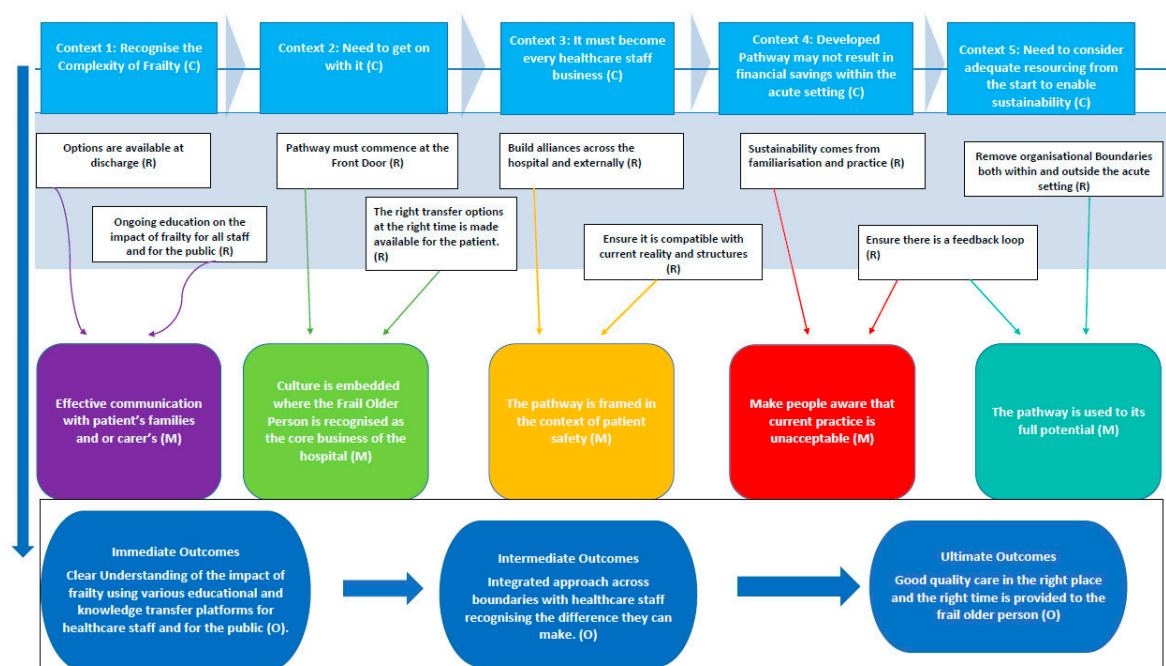 Context 1: Recognise the
Complexity of Frailty (C)
Context 2: Need to get on
with it (C)
Context 3: It must become
every healthcare staff
business (C)
Context 4: Developed
Pathway may not result in
financial savings within the
acute setting (C)
Context 5: Need to consider
adequate resourcing from
the start to enable
sustainability (C)
Options are available at
discharge (R)
Pathway must commence at the
Front Door (R)
Build alliances across the
hospital and externally (R)
Sustainability comes from
familiarisation and practice (R)
Remove organisational Boundaries
both within and outside the acute
setting (R)
Ongoing education on the
impact of frailty for all staff
and for the public (R)
The right transfer options
at the right time is made
available for the patient.
(R)
Ensure it is compatible with
current reality and structures
(R)
Ensure there is a feedback loop
(R)
Effective communication
with patient's families
and or carer's (M)
Culture is embedded
where the Frail Older
Person is recognised as
the core business of the
hospital (M)
The pathway is framed in
the context of patient
safety (M)
Make people aware that
current practice is
unacceptable (M)
The pathway is used to its
full potential (M)
Immediate Outcomes
Clear Understanding of the impact of
frailty using various educational and
knowledge transfer platforms for
healthcare staff and for the public (O).
Intermediate Outcomes
Integrated approach across
boundaries with healthcare staff
recognising the difference they can
make. (O)
Ultimate Outcomes
Good quality care in the right place
and the right time is provided to the
frail older person (O)